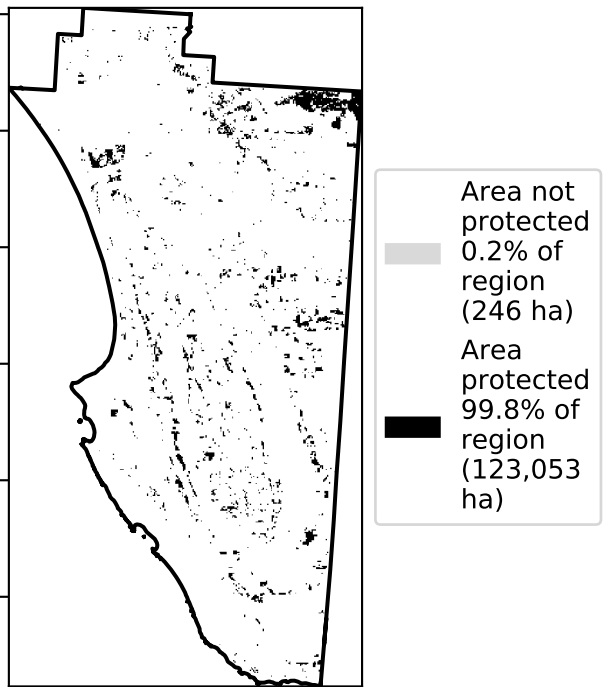 Area not
protected
0.2% of
region
(246 ha)
Area
protected
99.8% of
region
(123,053
ha)